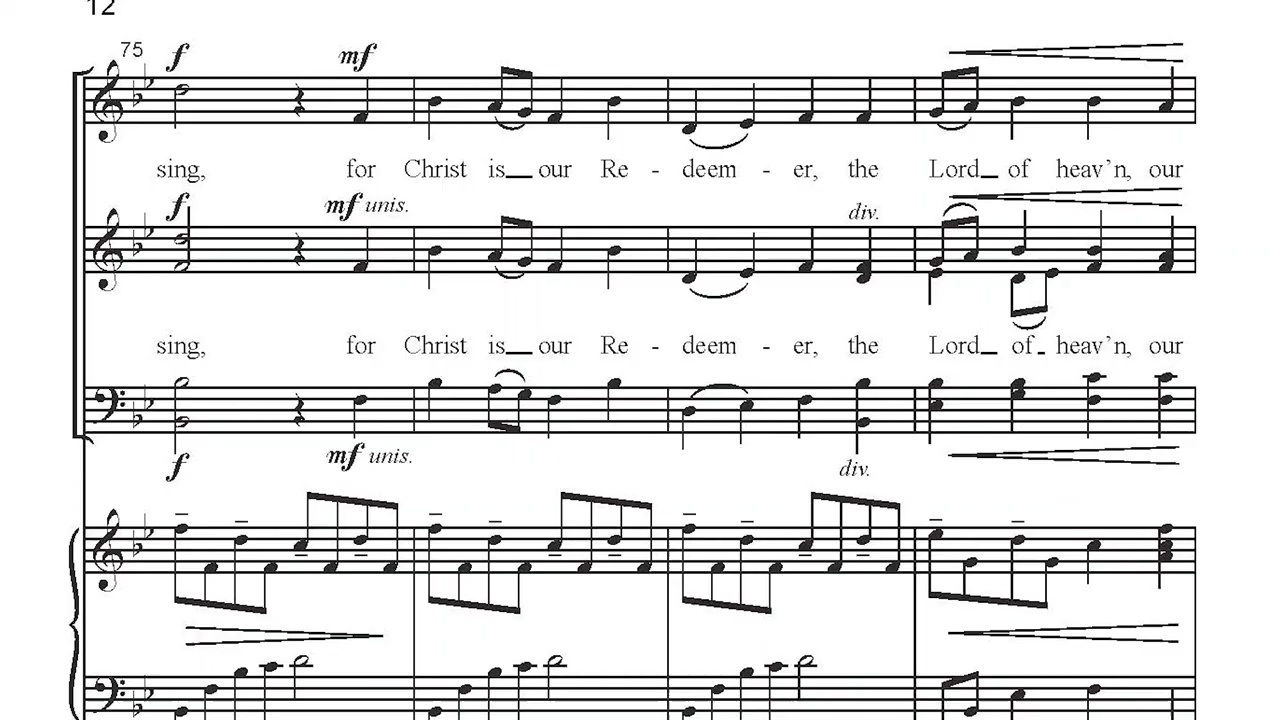 12
75 f mf
sing, for Christ is our Re - deem - er, the Lord of heav'n, our
f mf unis. div.
sing, for Christ is our Re - deem - er, the Lord of heav'n, our
f mf unis. div.